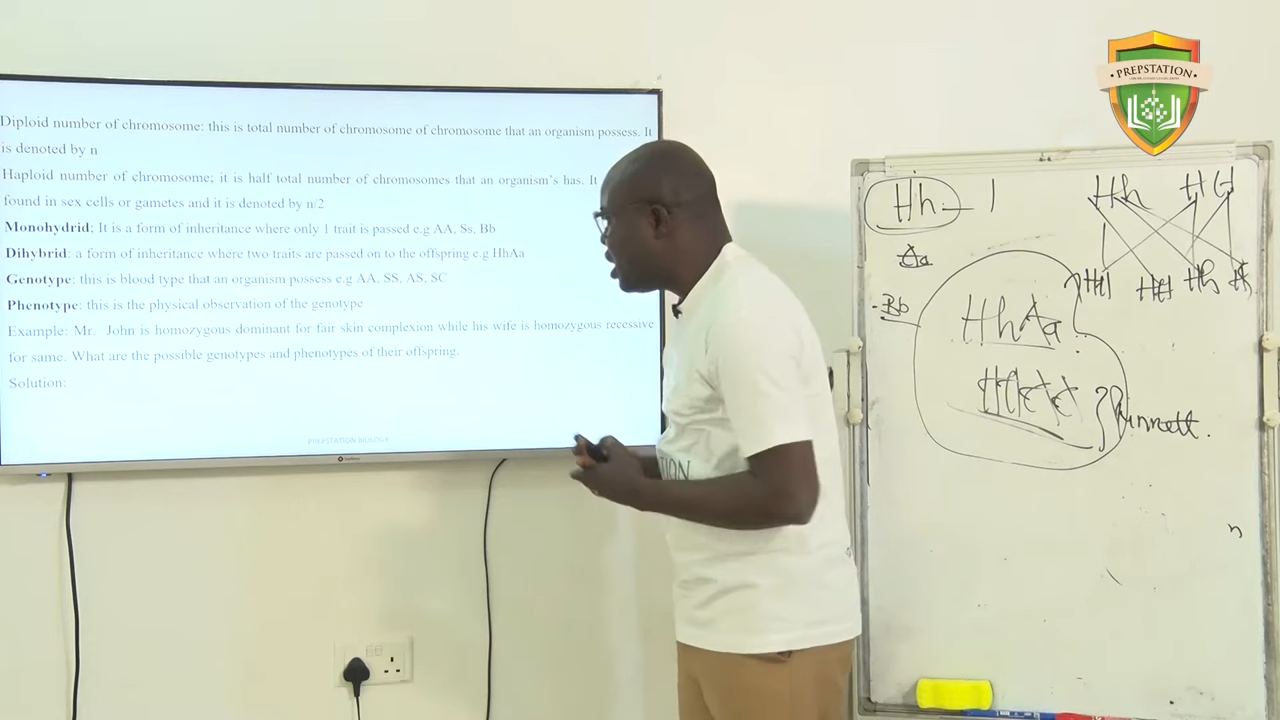 Diploid number of chromosome: this is total number of chromosome of chromosome that an organism possess. It
is denoted by n
Haploid number of chromosome; it is half total number of chromosomes that an organism's has. It
found in sex cells or gametes and it is denoted by n/2
Monohydrid: It is a form of inheritance where only 1 trait is passed e.g AA, Ss, Bb
Dihybrid: a form of inheritance where two traits are passed on to the offspring e.g HhAa
Genotype: this is blood type that an organism possess e.g AA, SS, AS, SC
Phenotype: this is the physical observation of the genotype
Example: Mr. John is homozygous dominant for fair skin complexion while his wife is homozygous recessive
for same. What are the possible genotypes and phenotypes of their offspring.
Solution:
PREPSTATION BIOLOGY
PREPSTATION
Hh - 1
Aa
Bb
HhAa
Punnett.
Hh HH
Hh
n